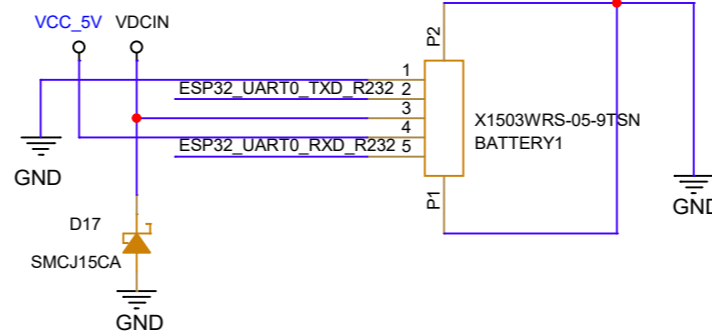 VCC_5V VDCIN
P2
1
ESP32_UART0_TXD_R232 2
3
4
ESP32_UART0_RXD_R232 5
X1503WRS-05-9TSN
BATTERY1
P1
GND
GND
D17
SMCJ15CA
GND